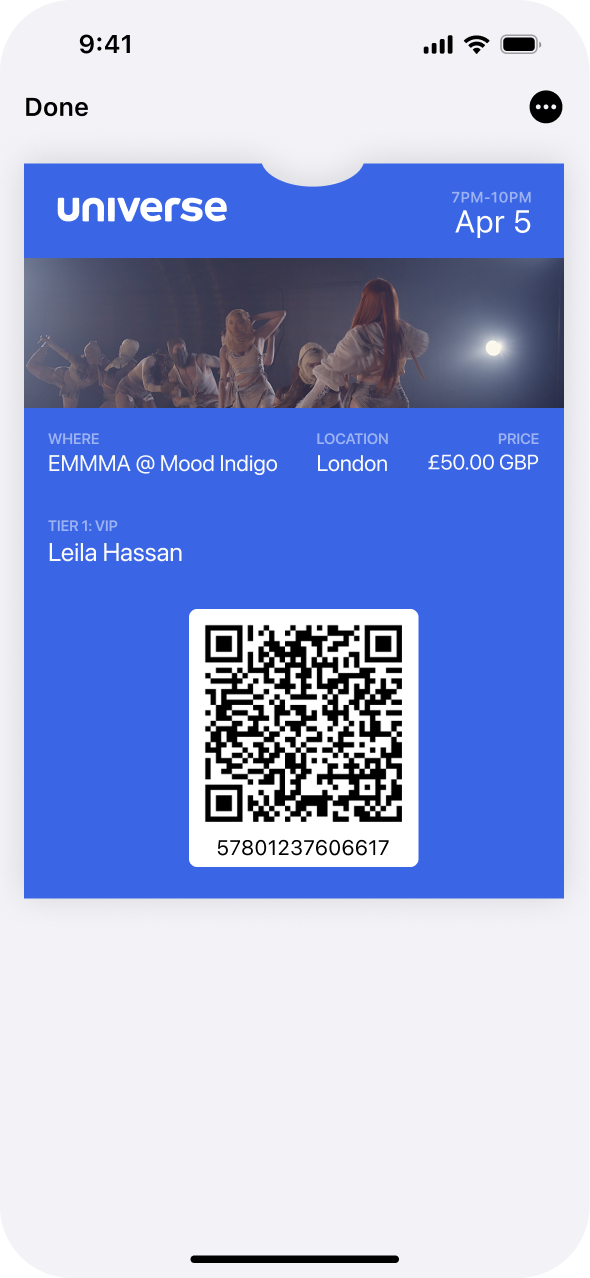 9:41
Done
universe
7PM-10PM
Apr 5
WHERE
EMMMA @ Mood Indigo
LOCATION
London
PRICE
£50.00 GBP
TIER 1: VIP
Leila Hassan
57801237606617